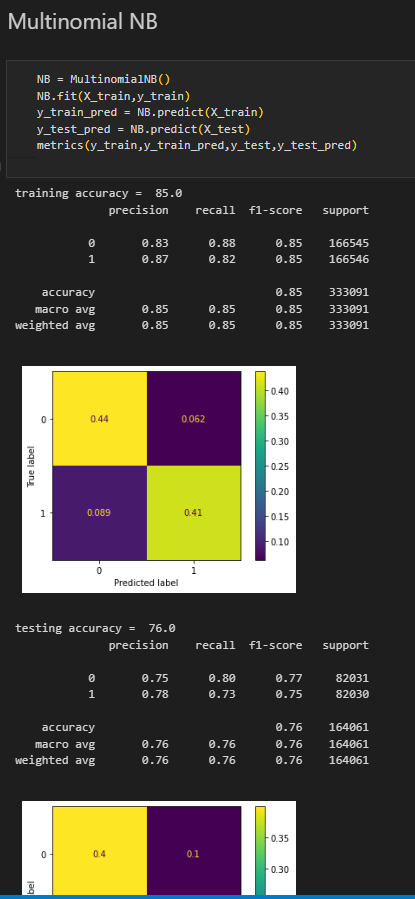 Multinomial NB
NB = MultinomialNB()
NB.fit(X_train,y_train)
y_train_pred = NB.predict(X_train)
y_test_pred = NB.predict(X_test)
metrics(y_train,y_train_pred,y_test,y_test_pred)
training accuracy =  85.0
precision    recall  f1-score   support
0       0.83      0.88      0.85    166545
1       0.87      0.82      0.85    166546
accuracy                           0.85    333091
macro avg       0.85      0.85      0.85    333091
weighted avg       0.85      0.85      0.85    333091
True label
0
0.44
0.062
1
0.089
0.41
0
1
Predicted label
0.40
0.35
0.30
0.25
0.20
0.15
0.10
testing accuracy =  76.0
precision    recall  f1-score   support
0       0.75      0.80      0.77     82031
1       0.78      0.73      0.75     82030
accuracy                           0.76    164061
macro avg       0.76      0.76      0.76    164061
weighted avg       0.76      0.76      0.76    164061
0
0.4
0.1
bel
0.35
0.30